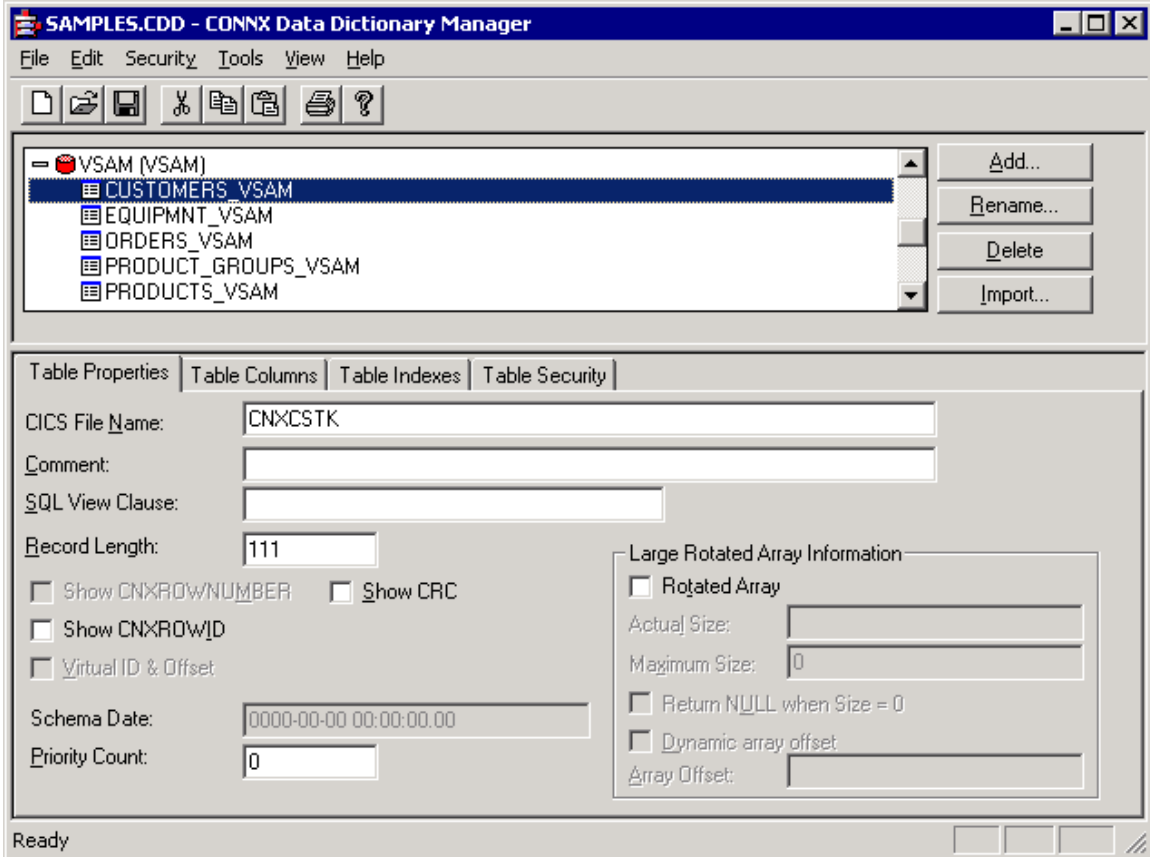 SAMPLES.CDD - CONNX Data Dictionary Manager
File Edit Security Tools View Help
VSAM (VSAM)
CUSTOMERS_VSAM
EQUIPMNT_VSAM
ORDERS_VSAM
PRODUCT_GROUPS_VSAM
PRODUCTS_VSAM
Add...
Rename...
Delete
Import...
Table Properties Table Columns Table Indexes Table Security
CICS File Name: CNXCSTK
Comment:
SQL View Clause:
Record Length: 111
Show CNXROWNUMBER Show CRC
Show CNXROWID
Virtual ID & Offset
Schema Date: 0000-00-00 00:00:00.00
Priority Count: 0
Large Rotated Array Information
Rotated Array
Actual Size:
Maximum Size: 0
Return NULL when Size = 0
Dynamic array offset
Array Offset:
Ready